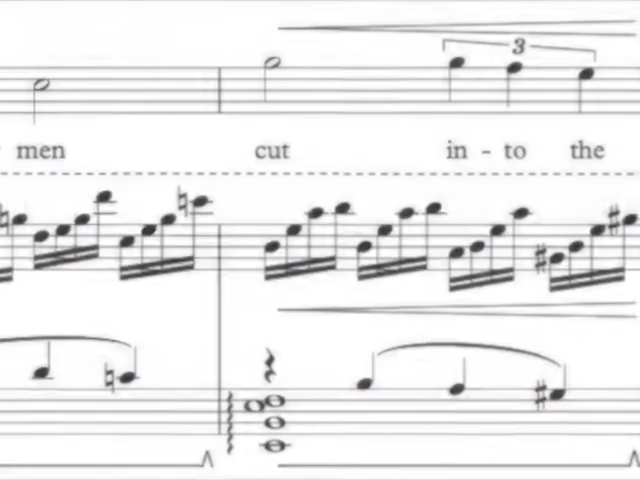 3
men cut in - to the